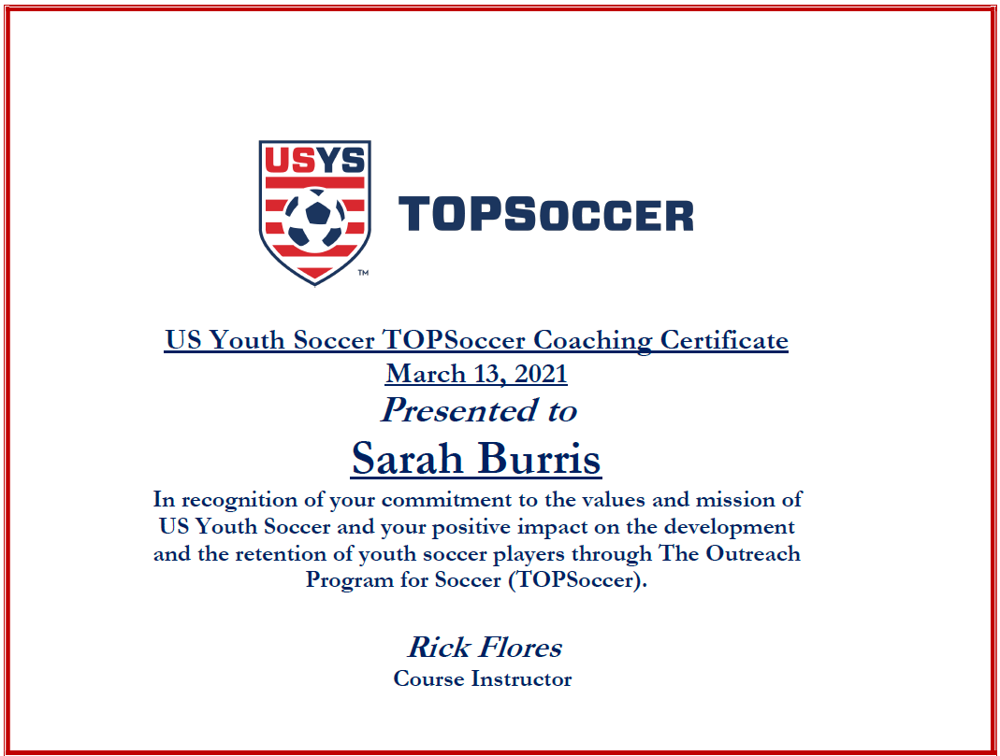 USYS
TOPSOCCER
TM
US Youth Soccer TOPSoccer Coaching Certificate
March 13, 2021
Presented to
Sarah Burris
In recognition of your commitment to the values and mission of
US Youth Soccer and your positive impact on the development
and the retention of youth soccer players through The Outreach
Program for Soccer (TOPSoccer).
Rick Flores
Course Instructor